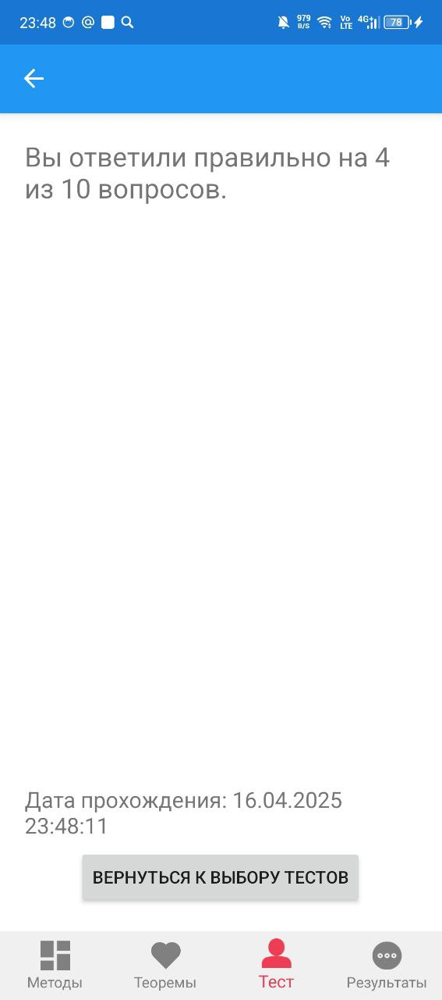 23:48
979
B/S
Vo
LTE
4G+
78
Вы ответили правильно на 4
из 10 вопросов.
Дата прохождения: 16.04.2025
23:48:11
ВЕРНУТЬСЯ К ВЫБОРУ ТЕСТОВ
Методы
Теоремы
Тест
Результаты